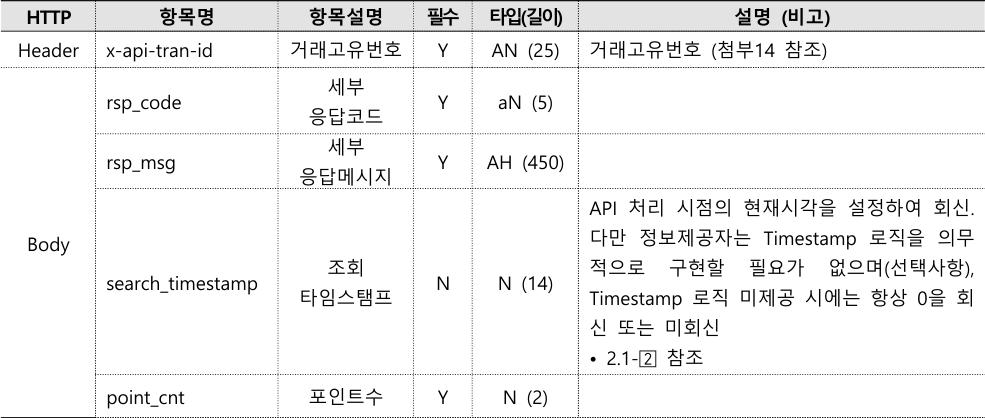 HTTP 항목명 항목설명 필수 타입(길이) 설명 (비고)
Header x-api-tran-id 거래고유번호 Y AN (25) 거래고유번호 (첨부14 참조)
Body
rsp_code 세부 응답코드 Y aN (5)
rsp_msg 세부 응답메시지 Y AH (450)
search_timestamp 조회 타임스탬프 N N (14)
API 처리 시점의 현재시각을 설정하여 회신.
다만 정보제공자는 Timestamp 로직을 의무
적으로 구현할 필요가 없으며(선택사항),
Timestamp 로직 미제공 시에는 항상 0을 회
신 또는 미회신
• 2.1-2 참조
point_cnt 포인트수 Y N (2)